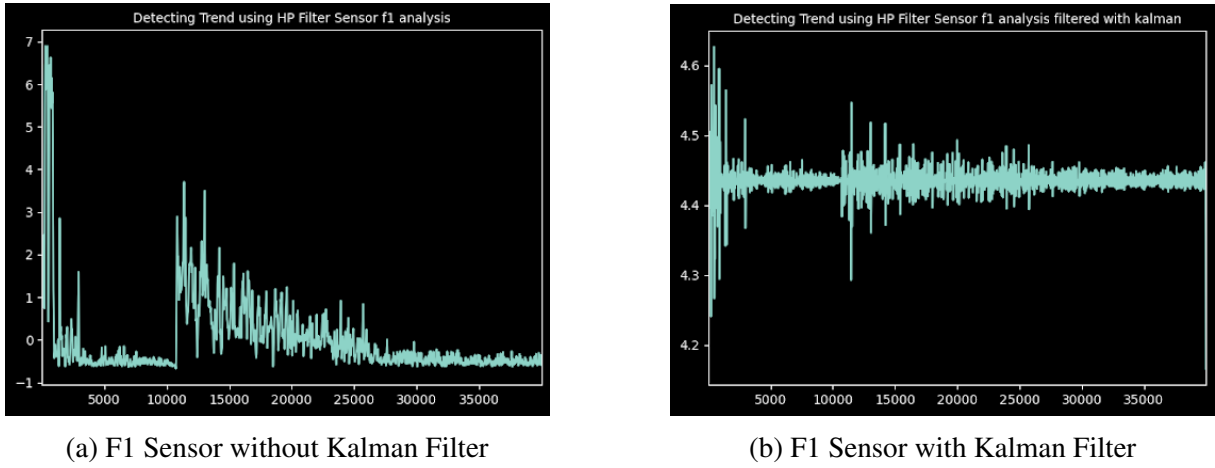 Detecting Trend using HP Filter Sensor f1 analysis
7
6
5
4
3
2
1
0
−1
5000 10000 15000 20000 25000 30000 35000
(a) F1 Sensor without Kalman Filter
Detecting Trend using HP Filter Sensor f1 analysis filtered with kalman
4.6
4.5
4.4
4.3
4.2
5000 10000 15000 20000 25000 30000 35000
(b) F1 Sensor with Kalman Filter